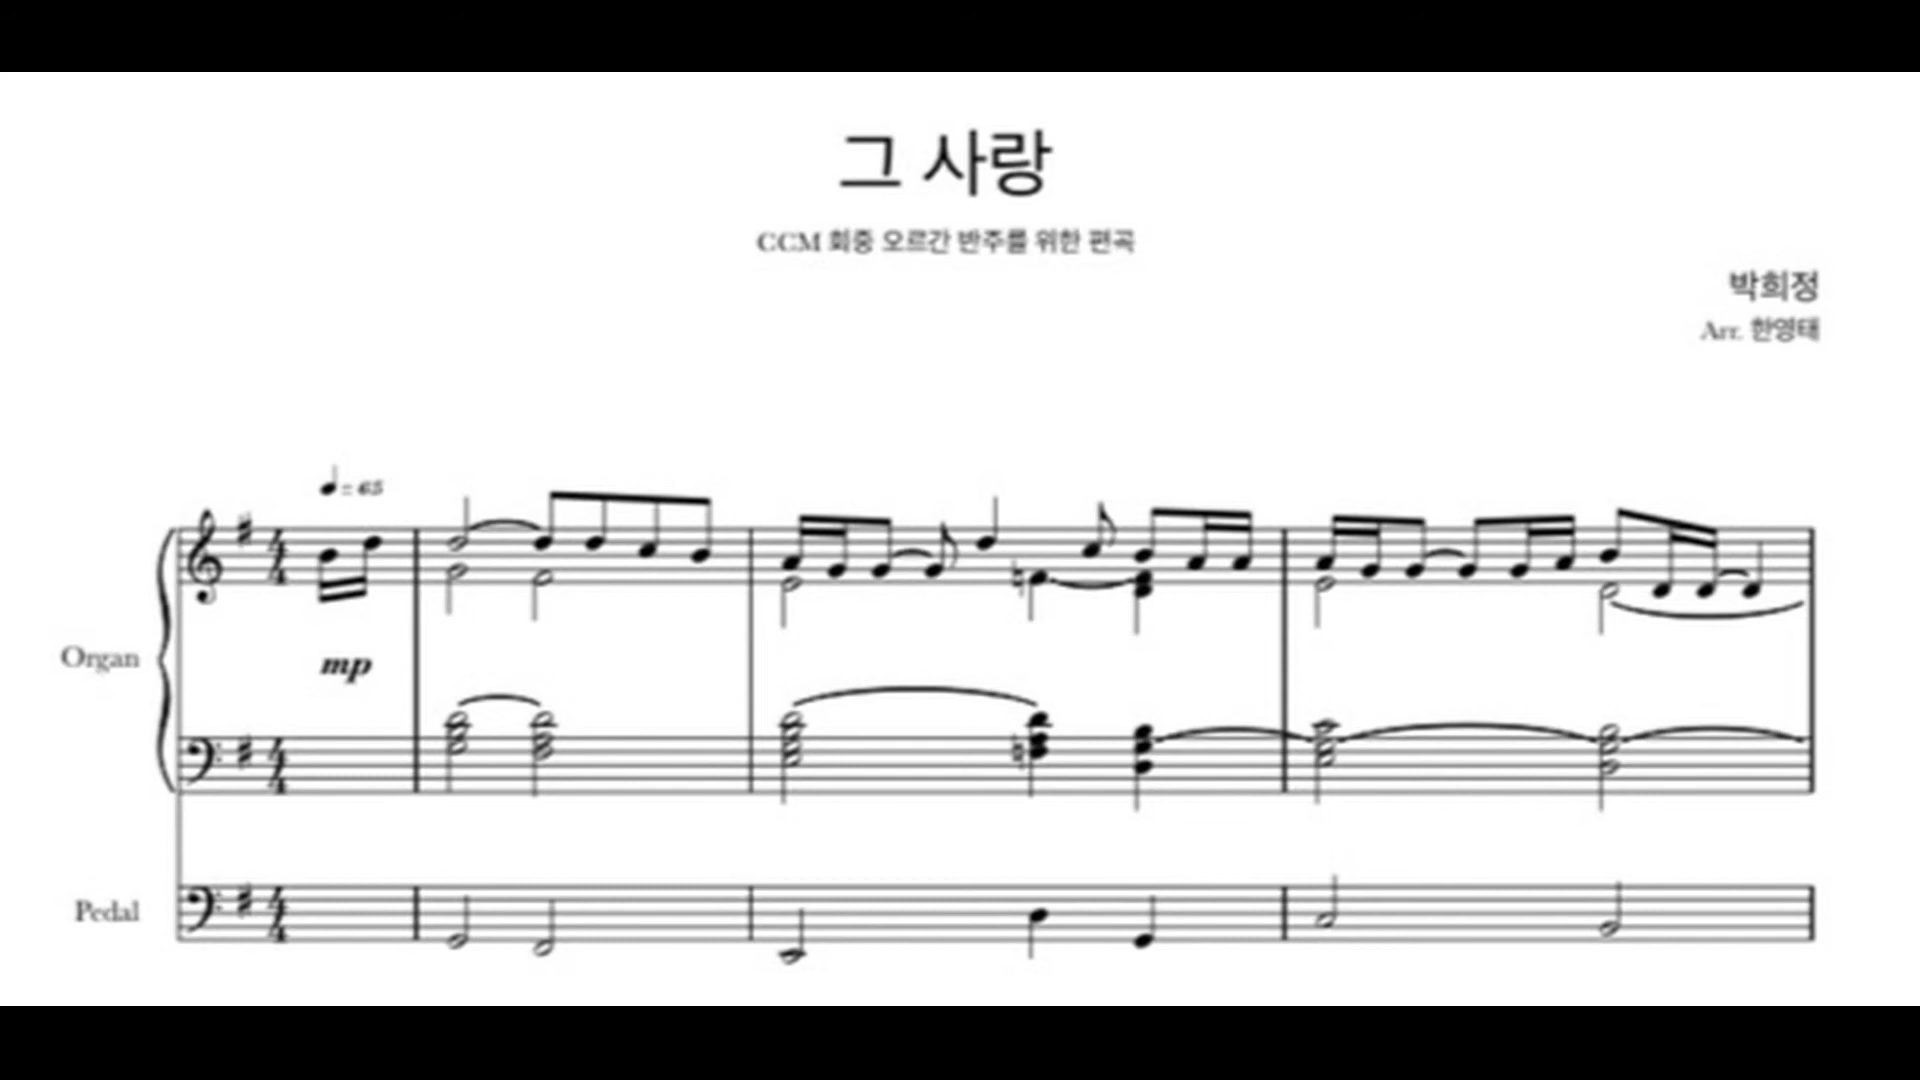 그 사랑
CCM 회중 오르간 반주를 위한 편곡
박희정
Arr. 한영태
= 65
Organ
mp
Pedal